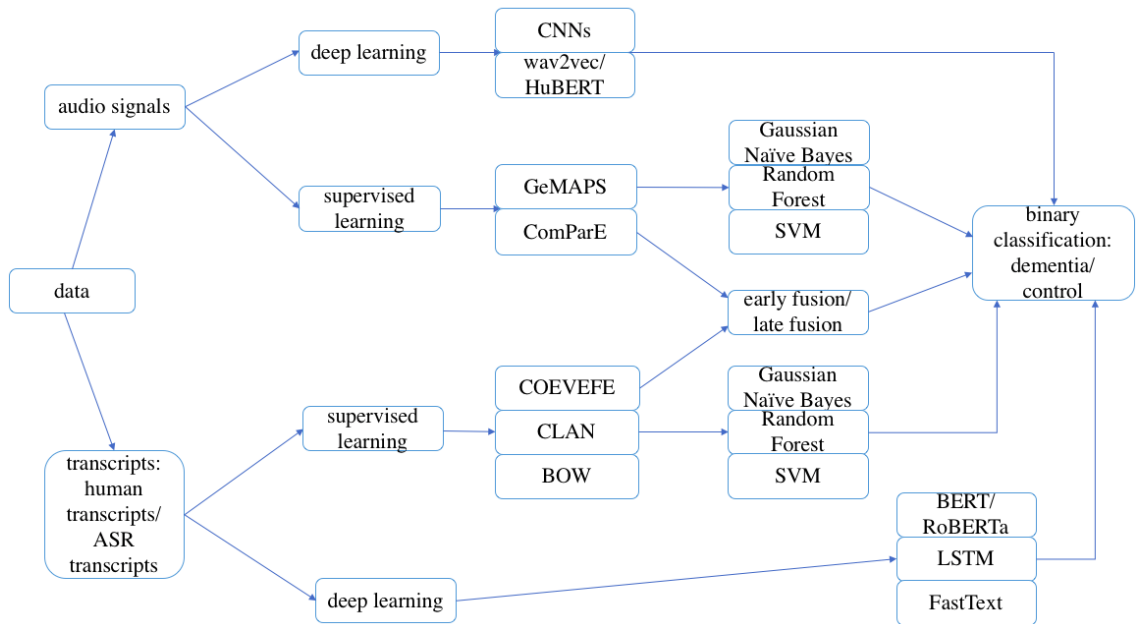 deep learning
CNNs
wav2vec/
HuBERT
audio signals
supervised
learning
GeMAPS
ComParE
Gaussian
Naïve Bayes
Random
Forest
SVM
binary
classification:
dementia/
control
data
early fusion/
late fusion
supervised
learning
COEVEFE
CLAN
BOW
Gaussian
Naïve Bayes
Random
Forest
SVM
transcripts:
human
transcripts/
ASR
transcripts
deep learning
BERT/
RoBERTa
LSTM
FastText